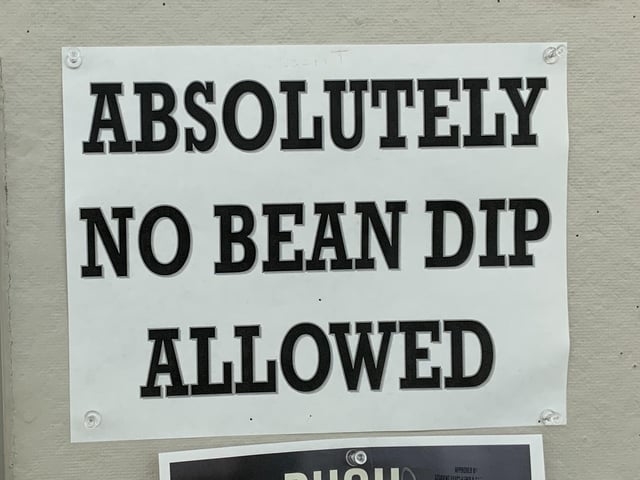 ABSOLUTELY
NO BEAN DIP
ALLOWED